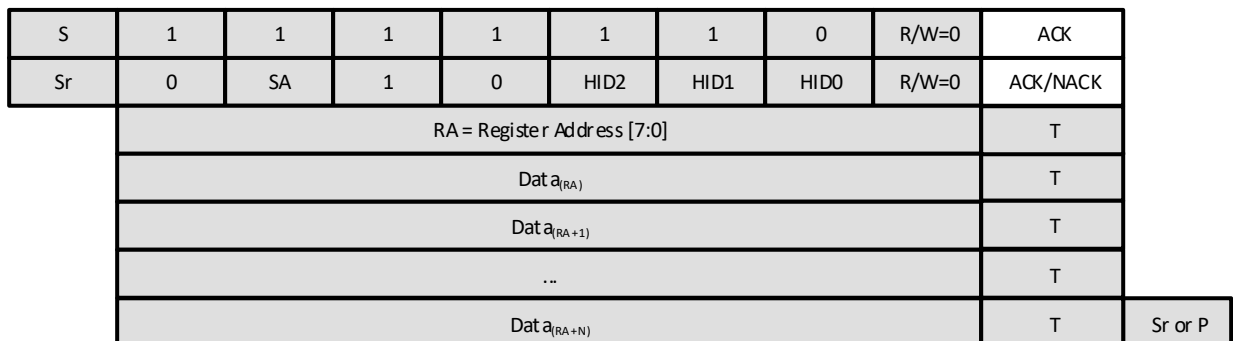 S 1 1 1 1 1 1 0 R/W=0 ACK
Sr 0 SA 1 0 HID2 HID1 HID0 R/W=0 ACK/NACK
RA = Register Address [7:0] T
Data(RA) T
Data(RA+1) T
... T
Data(RA+N) T Sr or P